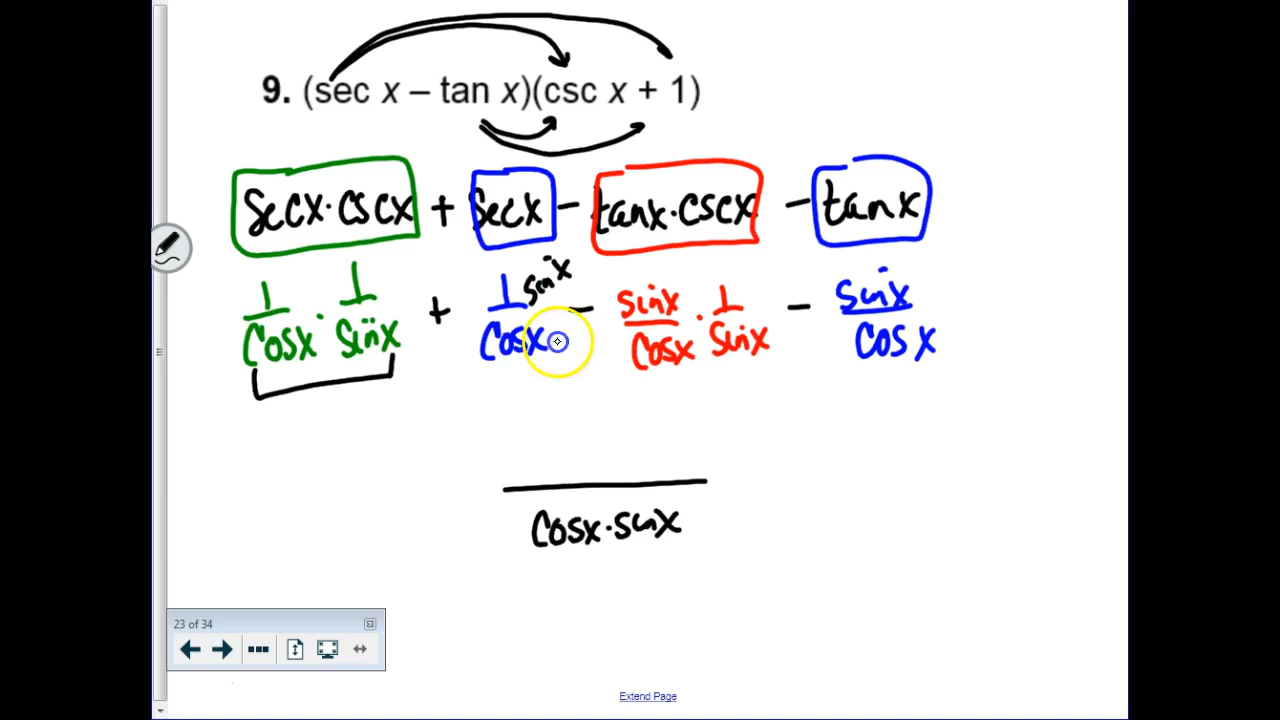 9. (sec x – tan x)(csc x + 1)
secx·cscx + secx – tanx·cscx – tanx
1/cosx · 1/sinx + 1 sinx/cosx – sinx/cosx · 1/sinx – sinx/cosx
cosx·sinx
23 of 34
Extend Page